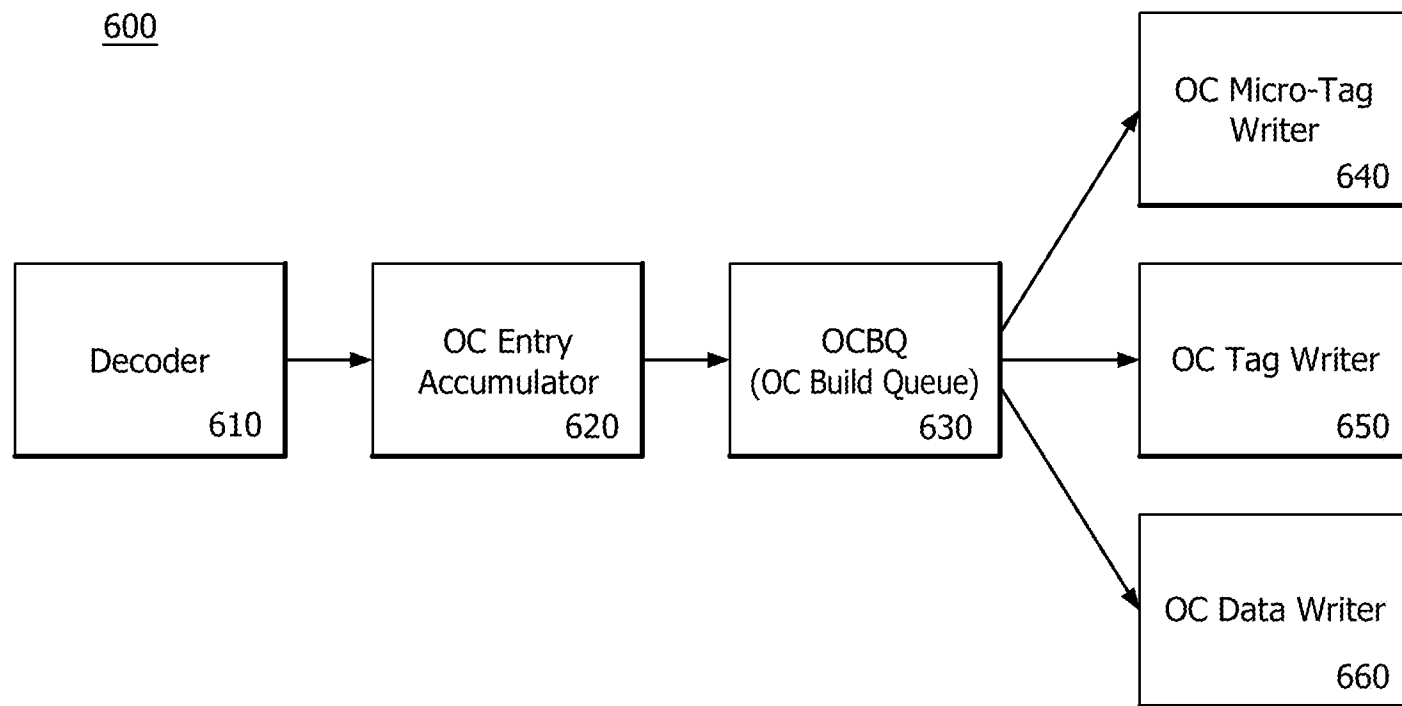 600
OC Micro-Tag
Writer
640
Decoder
610
OC Entry
Accumulator
620
OCBQ
(OC Build Queue)
630
OC Tag Writer
650
OC Data Writer
660